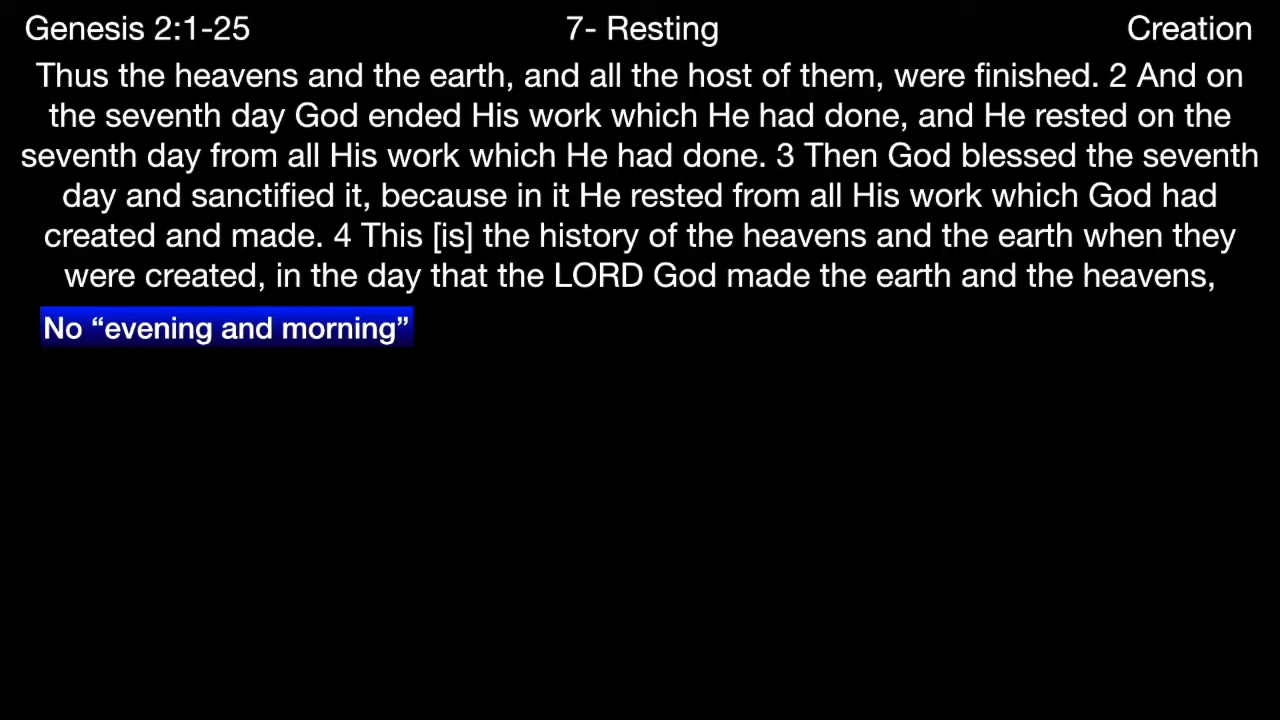 Genesis 2:1-25 7- Resting Creation
Thus the heavens and the earth, and all the host of them, were finished. 2 And on
the seventh day God ended His work which He had done, and He rested on the
seventh day from all His work which He had done. 3 Then God blessed the seventh
day and sanctified it, because in it He rested from all His work which God had
created and made. 4 This [is] the history of the heavens and the earth when they
were created, in the day that the LORD God made the earth and the heavens,
No “evening and morning”